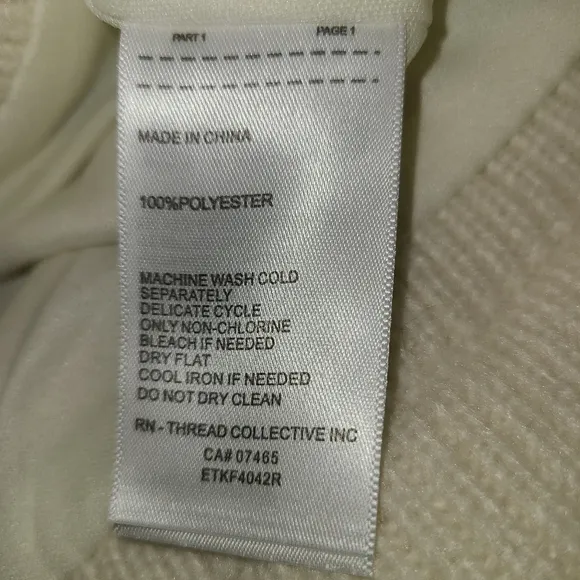 PART 1 PAGE 1
MADE IN CHINA
100%POLYESTER
MACHINE WASH COLD
SEPARATELY
DELICATE CYCLE
ONLY NON-CHLORINE
BLEACH IF NEEDED
DRY FLAT
COOL IRON IF NEEDED
DO NOT DRY CLEAN
RN - THREAD COLLECTIVE INC
CA# 07465
ETKF4042R